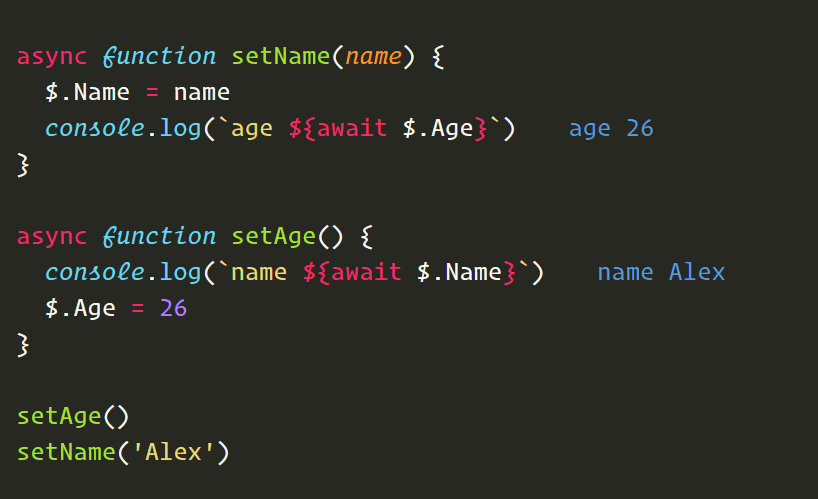 async function setName(name) {
  $.Name = name
  console.log(`age ${await $.Age}`)    age 26
}

async function setAge() {
  console.log(`name ${await $.Name}`)    name Alex
  $.Age = 26
}

setAge()
setName('Alex')